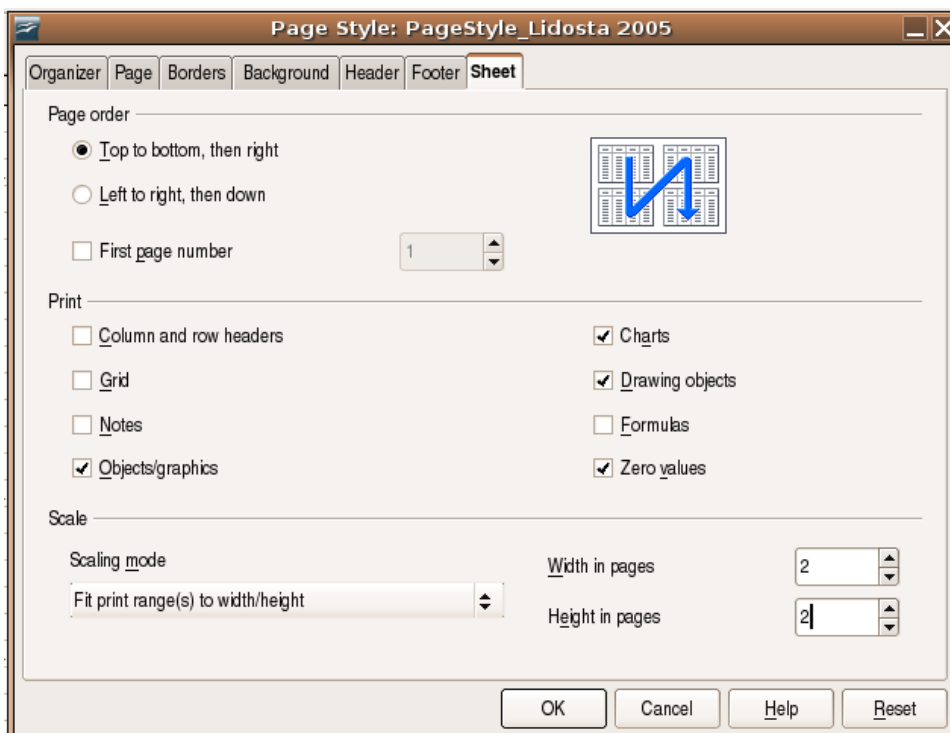 Page Style: PageStyle_Lidosta 2005
Organizer Page Borders Background Header Footer Sheet
Page order
Top to bottom, then right
Left to right, then down
First page number 1
Print
Column and row headers
Charts
Grid
Drawing objects
Notes
Formulas
Objects/graphics
Zero values
Scale
Scaling mode
Width in pages 2
Fit print range(s) to width/height
Height in pages 2
OK Cancel Help Reset